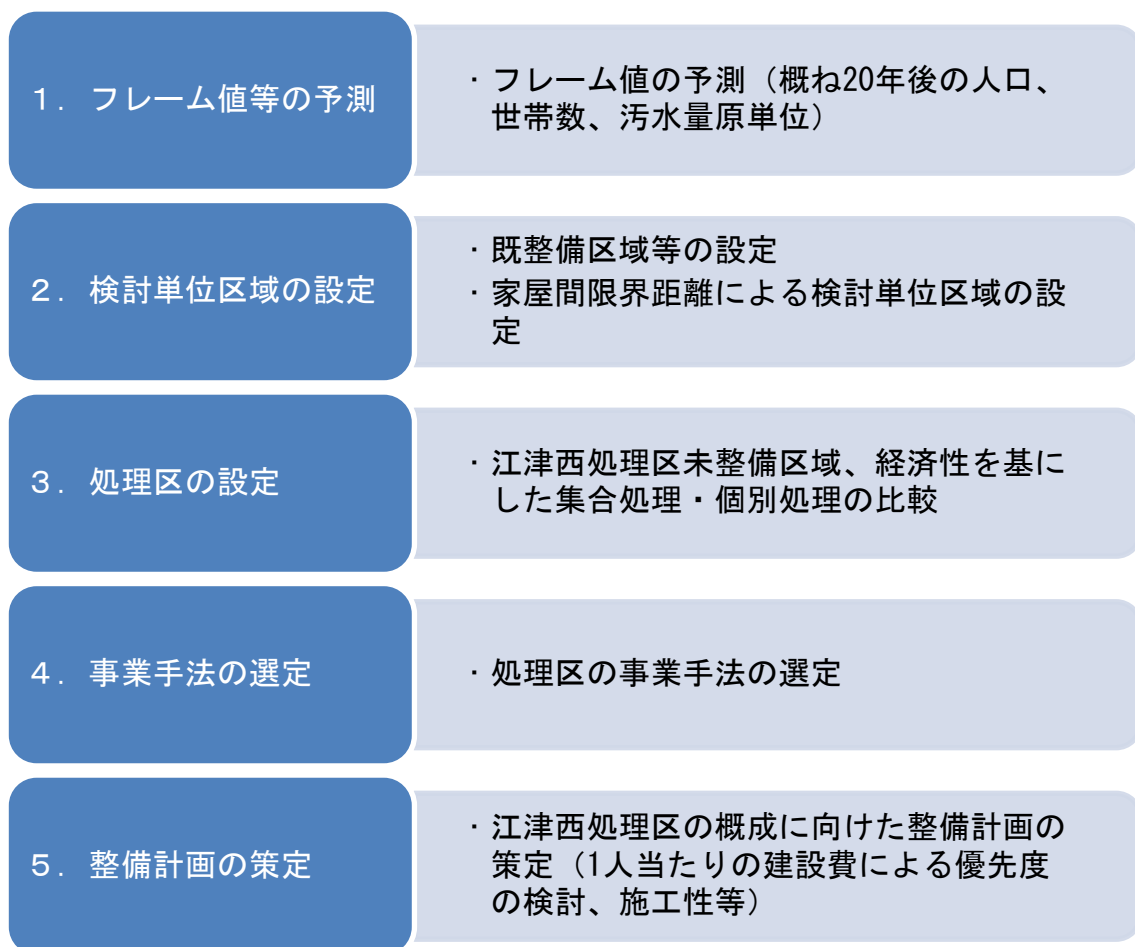 1．フレーム値等の予測
・フレーム値の予測（概ね20年後の人口、
世帯数、汚水量原単位）
2．検討単位区域の設定
・既整備区域等の設定
・家屋間限界距離による検討単位区域の設
定
3．処理区の設定
・江津西処理区未整備区域、経済性を基に
した集合処理・個別処理の比較
4．事業手法の選定
・処理区の事業手法の選定
5．整備計画の策定
・江津西処理区の概成に向けた整備計画の
策定（1人当たりの建設費による優先度
の検討、施工性等）